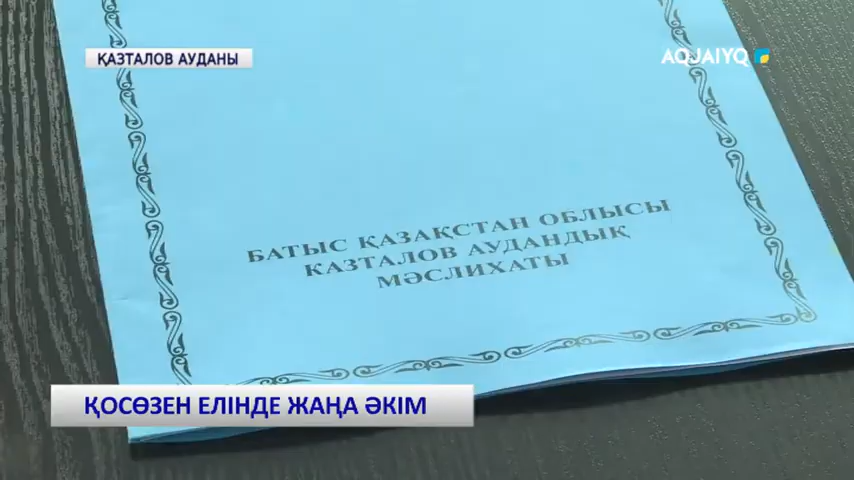 ҚАЗТАЛОВ АУДАНЫ
AQJAIYQ
БАТЫС ҚАЗАҚСТАН ОБЛЫСЫ
КАЗТАЛОВ АУДАНДЫҚ
МӘСЛИХАТЫ
ҚОСӨЗЕН ЕЛІНДЕ ЖАҢА ӘКІМ